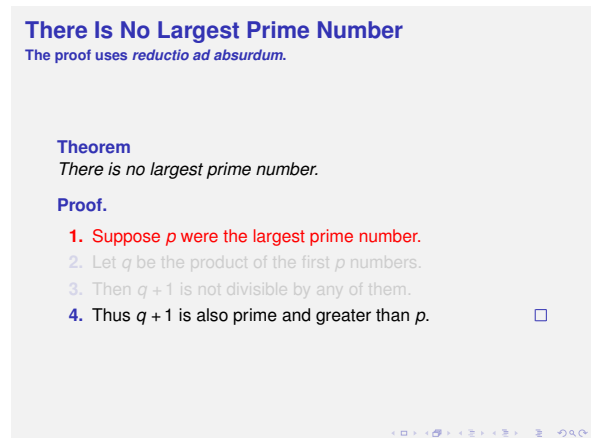 There Is No Largest Prime Number
The proof uses reductio ad absurdum.
Theorem
There is no largest prime number.
Proof.
1. Suppose p were the largest prime number.
2. Let q be the product of the first p numbers.
3. Then q + 1 is not divisible by any of them.
4. Thus q + 1 is also prime and greater than p.